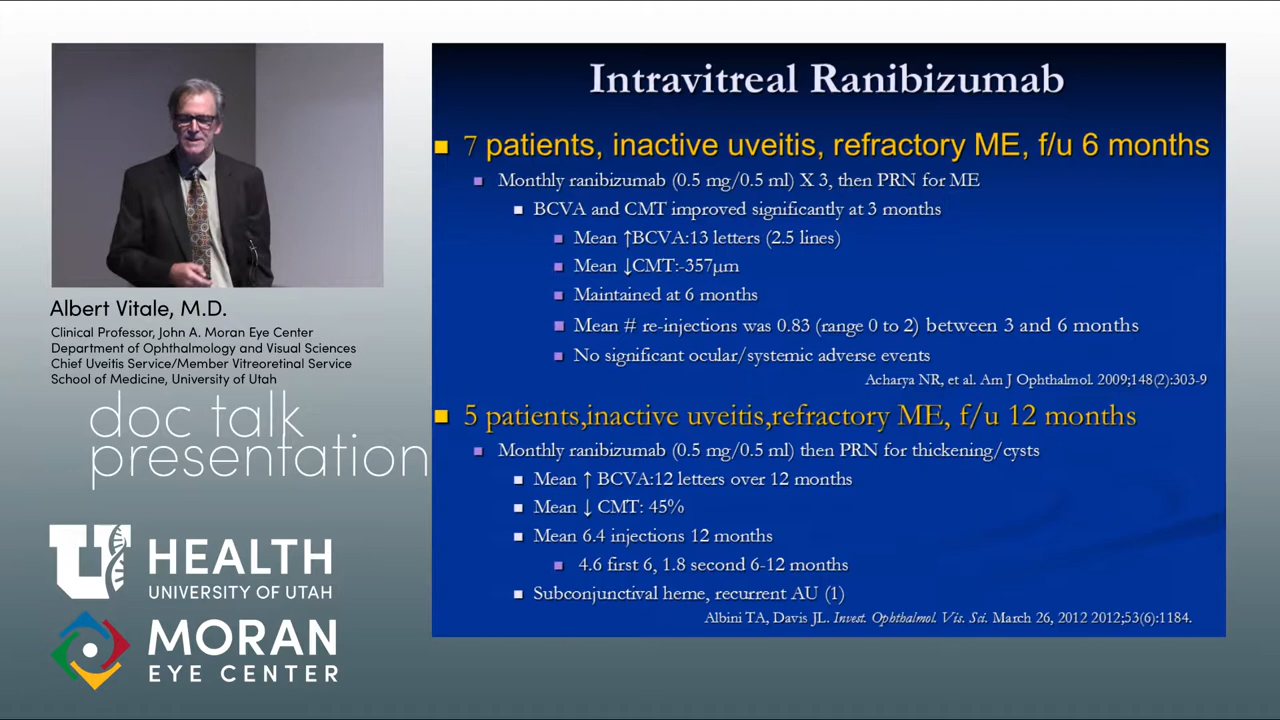 Intravitreal Ranibizumab
7 patients, inactive uveitis, refractory ME, f/u 6 months
Monthly ranibizumab (0.5 mg/0.5 ml) X 3, then PRN for ME
BCVA and CMT improved significantly at 3 months
Mean ↑BCVA:13 letters (2.5 lines)
Mean ↓CMT:-357µm
Maintained at 6 months
Mean # re-injections was 0.83 (range 0 to 2) between 3 and 6 months
No significant ocular/systemic adverse events
Acharya NR, et al. Am J Ophthalmol. 2009;148(2):303-9
5 patients,inactive uveitis,refractory ME, f/u 12 months
Monthly ranibizumab (0.5 mg/0.5 ml) then PRN for thickening/cysts
Mean ↑ BCVA:12 letters over 12 months
Mean ↓ CMT: 45%
Mean 6.4 injections 12 months
4.6 first 6, 1.8 second 6-12 months
Subconjunctival heme, recurrent AU (1)
Albini TA, Davis JL. Invest. Ophthalmol. Vis. Sci. March 26, 2012 2012;53(6):1184.
Albert Vitale, M.D.
Clinical Professor, John A. Moran Eye Center
Department of Ophthalmology and Visual Sciences
Chief Uveitis Service/Member Vitreoretinal Service
School of Medicine, University of Utah
doc talk
presentation
U HEALTH
UNIVERSITY OF UTAH
MORAN
EYE CENTER